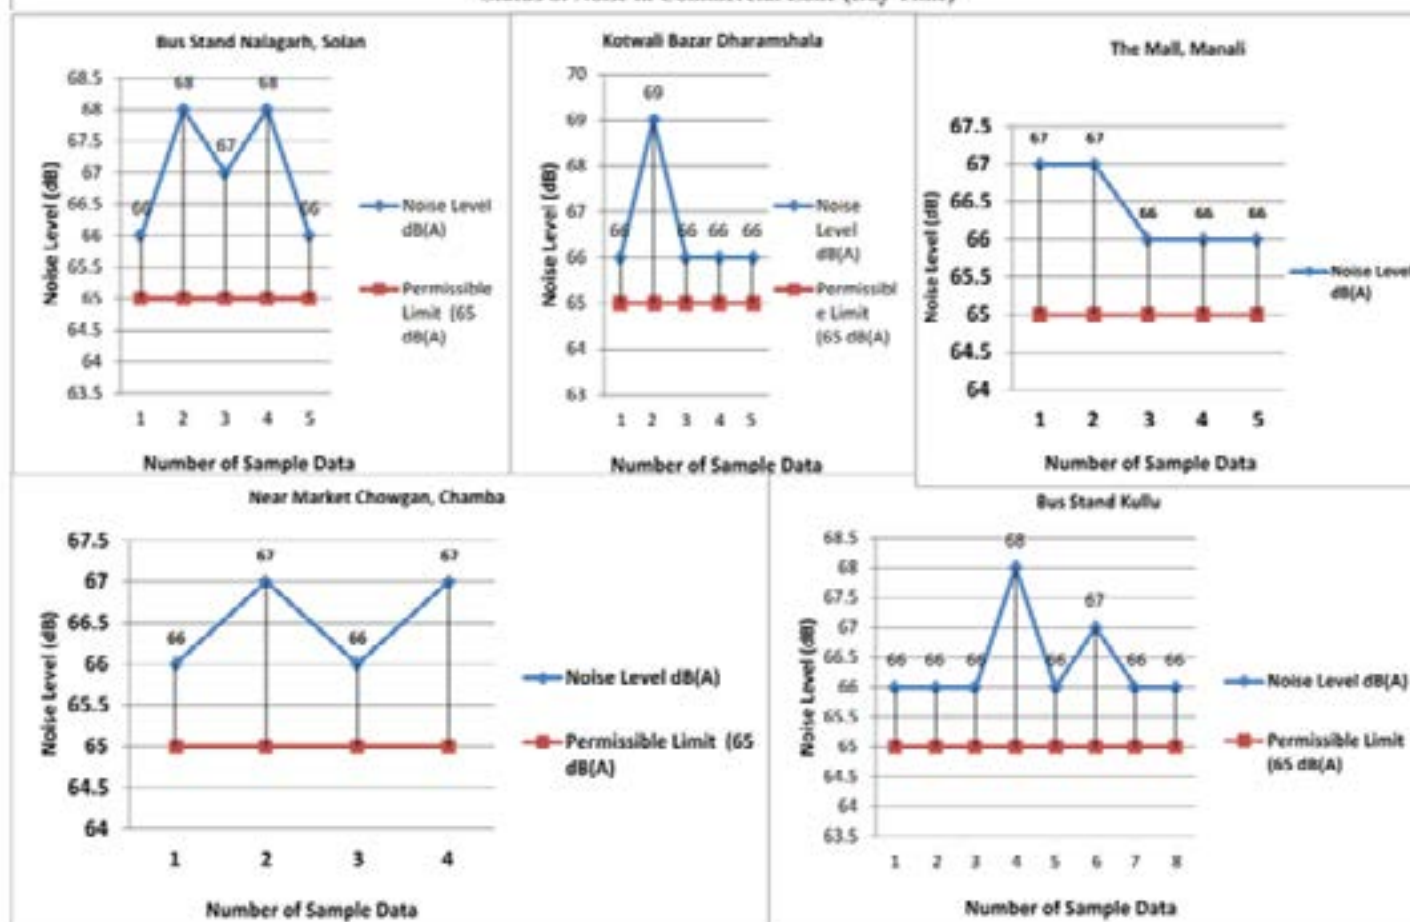 Bus Stand Nalagarh, Solan
68.5
68
67.5
67
66.5
66
65.5
65
64.5
64
63.5
Noise Level (dB)
66
68
67
68
66
1 2 3 4 5
Number of Sample Data
Noise Level
dB(A)
Permissible
Limit (65
dB(A)
Kotwali Bazar Dharamshala
70
69
68
67
66
65
64
63
Noise Level (dB)
66
69
66
66
66
1 2 3 4 5
Number of Sample Data
Noise
Level
dB(A)
Permissibl
e Limit
(65 dB(A)
The Mall, Manali
67.5
67
66.5
66
65.5
65
64.5
64
Noise Level (dB)
67
67
66
66
66
1 2 3 4 5
Number of Sample Data
Noise Level
dB(A)
Near Market Chowgan, Chamba
67.5
67
66.5
66
65.5
65
64.5
64
Noise Level (dB)
66
67
66
67
1 2 3 4
Number of Sample Data
Noise Level dB(A)
Permissible Limit (65
dB(A)
Bus Stand Kullu
68.5
68
67.5
67
66.5
66
65.5
65
64.5
64
63.5
Noise Level (dB)
66
66
66
68
66
67
66
66
1 2 3 4 5 6 7 8
Number of Sample Data
Noise Level dB(A)
Permissible Limit
(65 dB(A)